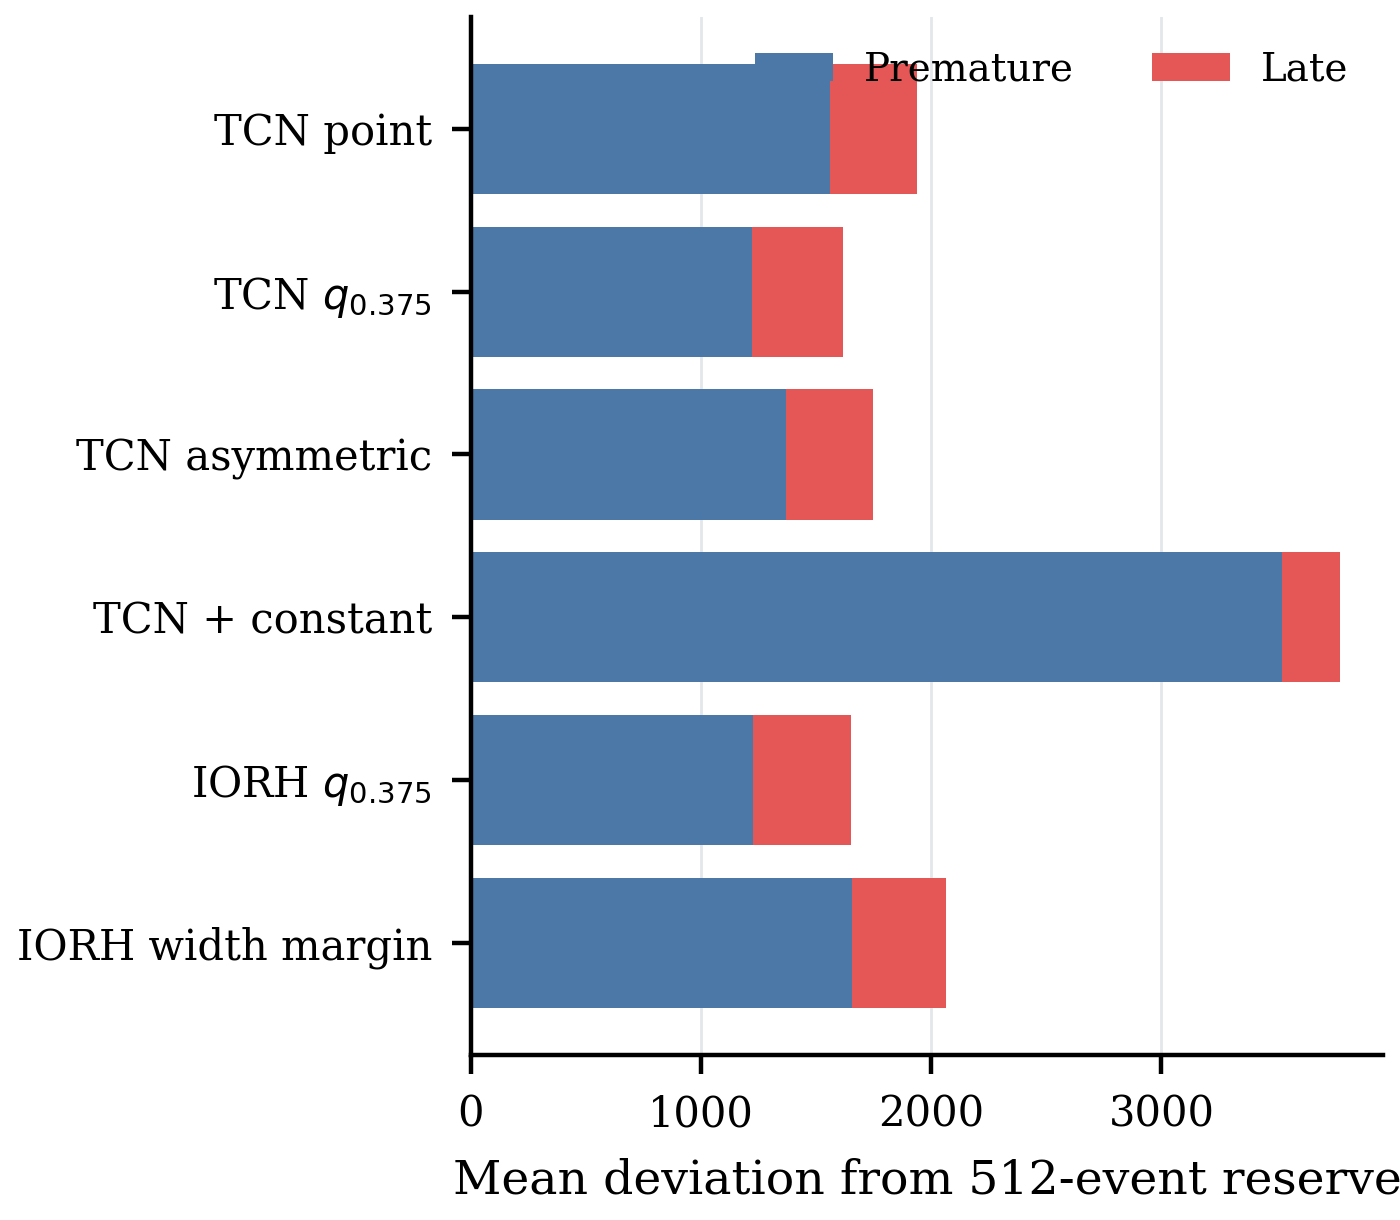 Premature Late
TCN point
TCN q0.375
TCN asymmetric
TCN + constant
IORH q0.375
IORH width margin
0 1000 2000 3000
Mean deviation from 512-event reserve